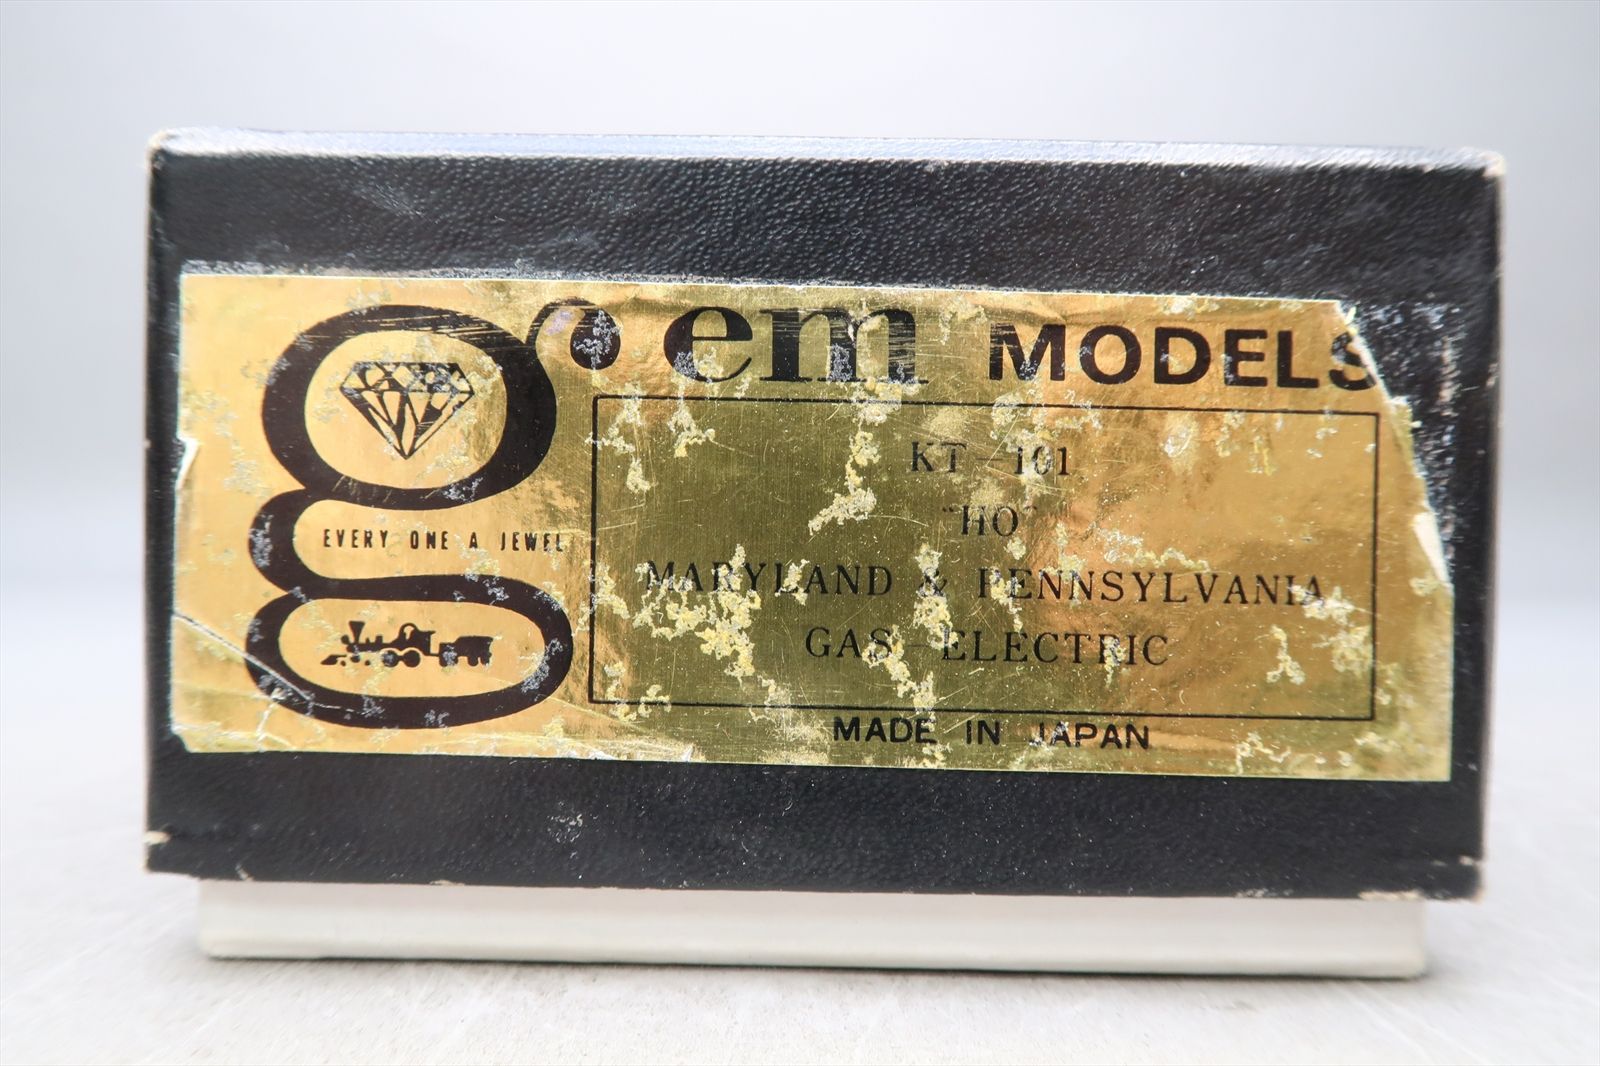 gem MODELS
KT-101
"HO"
EVERY ONE A JEWEL
MARYLAND & PENNSYLVANIA
GAS-ELECTRIC
MADE IN JAPAN